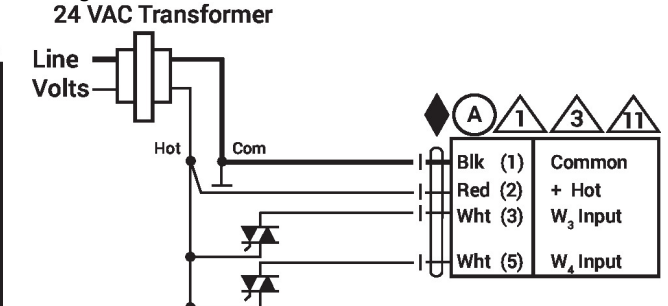 24 VAC Transformer
Line
Volts
Hot
Com
A 1 3 11
Blk (1) Common
Red (2) + Hot
Wht (3) W3 Input
Wht (5) W4 Input